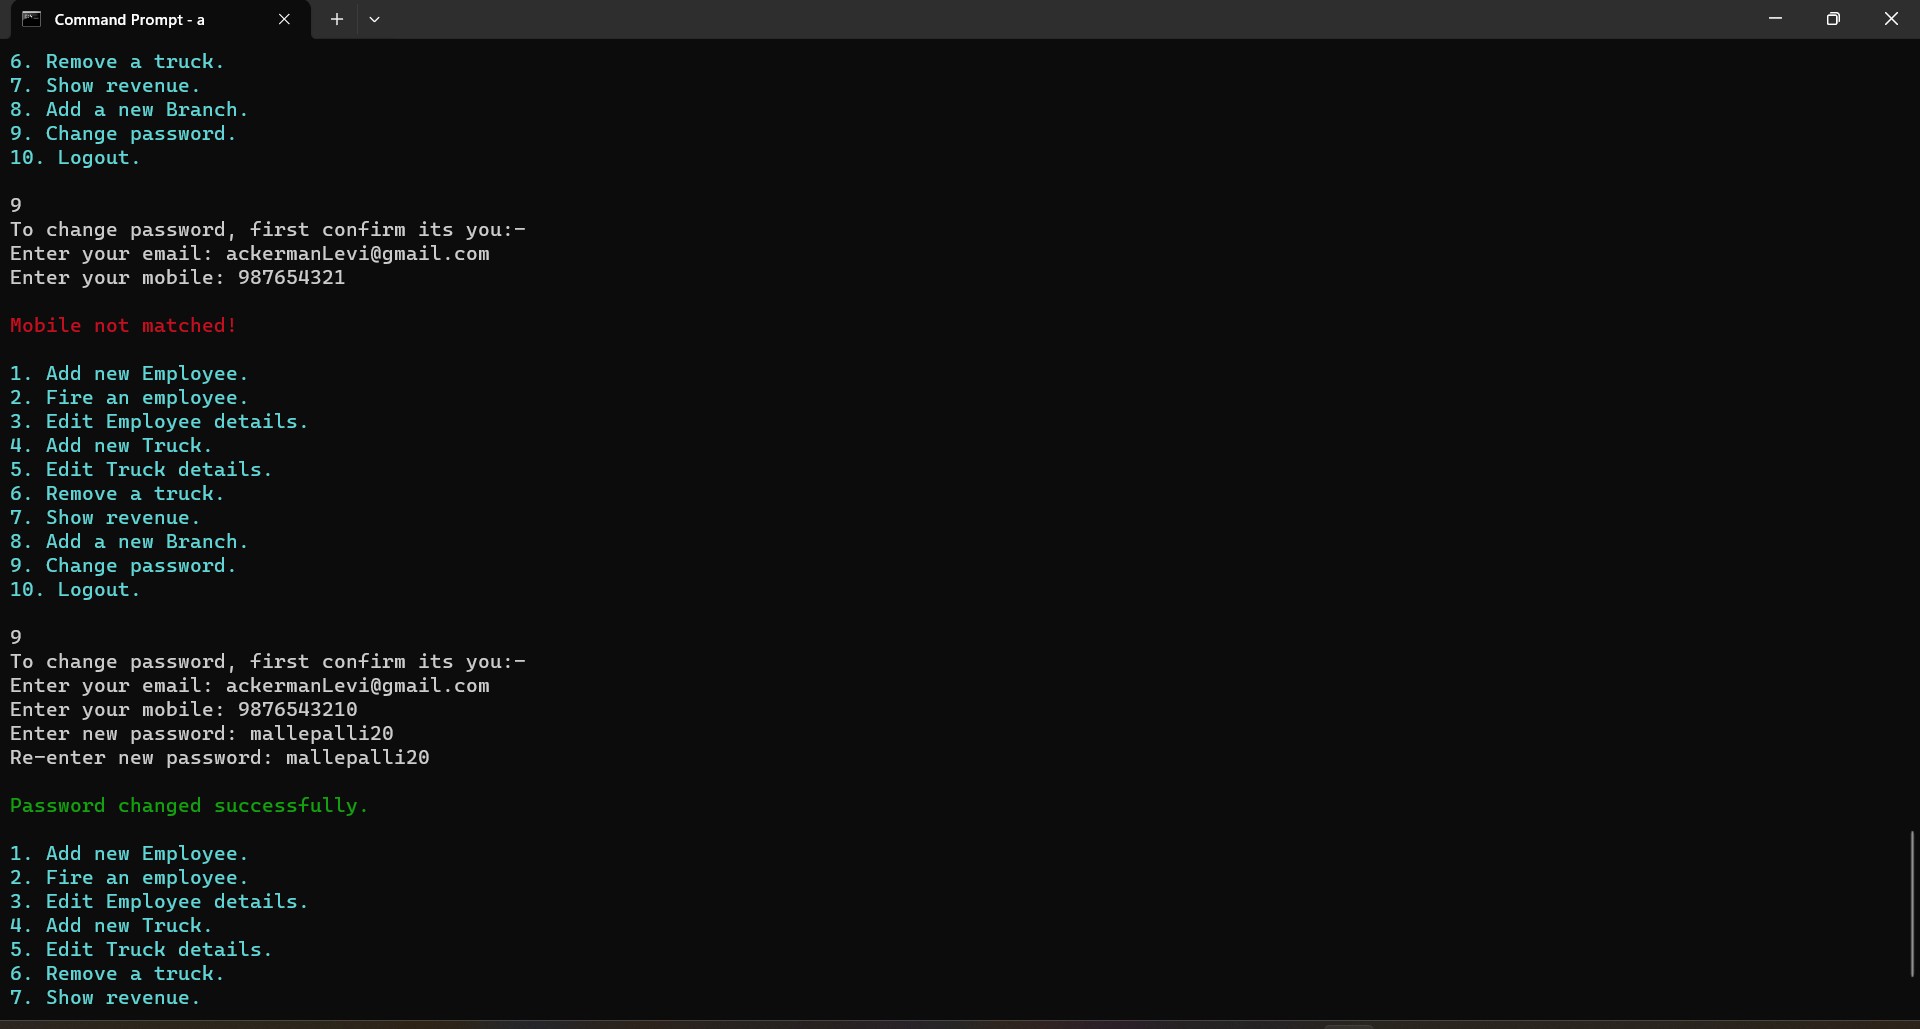 Command Prompt - a
6. Remove a truck.
7. Show revenue.
8. Add a new Branch.
9. Change password.
10. Logout.
9
To change password, first confirm its you:-
Enter your email: ackermanLevi@gmail.com
Enter your mobile: 987654321
Mobile not matched!
1. Add new Employee.
2. Fire an employee.
3. Edit Employee details.
4. Add new Truck.
5. Edit Truck details.
6. Remove a truck.
7. Show revenue.
8. Add a new Branch.
9. Change password.
10. Logout.
9
To change password, first confirm its you:-
Enter your email: ackermanLevi@gmail.com
Enter your mobile: 9876543210
Enter new password: mallepalli20
Re-enter new password: mallepalli20
Password changed successfully.
1. Add new Employee.
2. Fire an employee.
3. Edit Employee details.
4. Add new Truck.
5. Edit Truck details.
6. Remove a truck.
7. Show revenue.